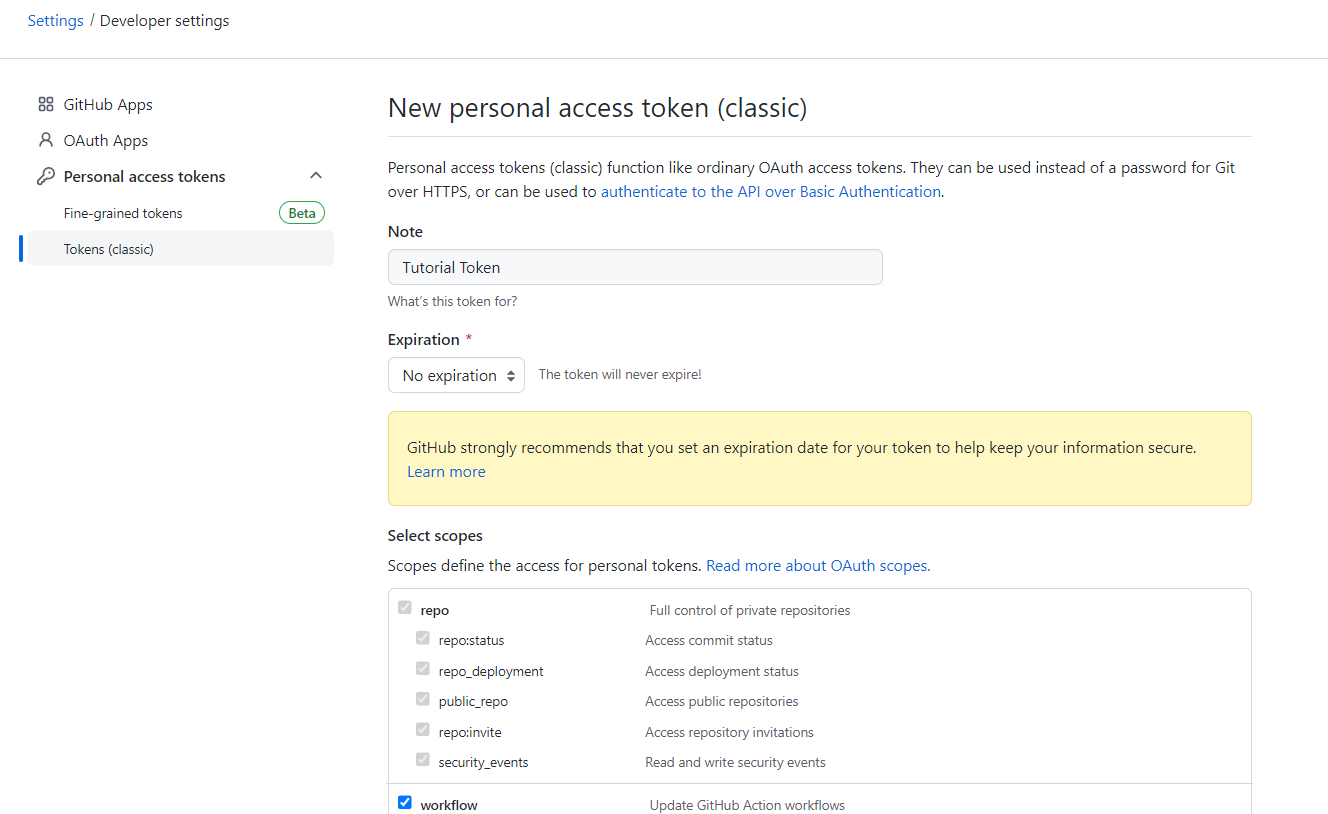 Settings / Developer settings
GitHub Apps
OAuth Apps
Personal access tokens
Fine-grained tokens Beta
Tokens (classic)
New personal access token (classic)
Personal access tokens (classic) function like ordinary OAuth access tokens. They can be used instead of a password for Git
over HTTPS, or can be used to authenticate to the API over Basic Authentication.
Note
Tutorial Token
What's this token for?
Expiration *
No expiration The token will never expire!
GitHub strongly recommends that you set an expiration date for your token to help keep your information secure.
Learn more
Select scopes
Scopes define the access for personal tokens. Read more about OAuth scopes.
repo Full control of private repositories
repo:status Access commit status
repo_deployment Access deployment status
public_repo Access public repositories
repo:invite Access repository invitations
security_events Read and write security events
workflow Update GitHub Action workflows